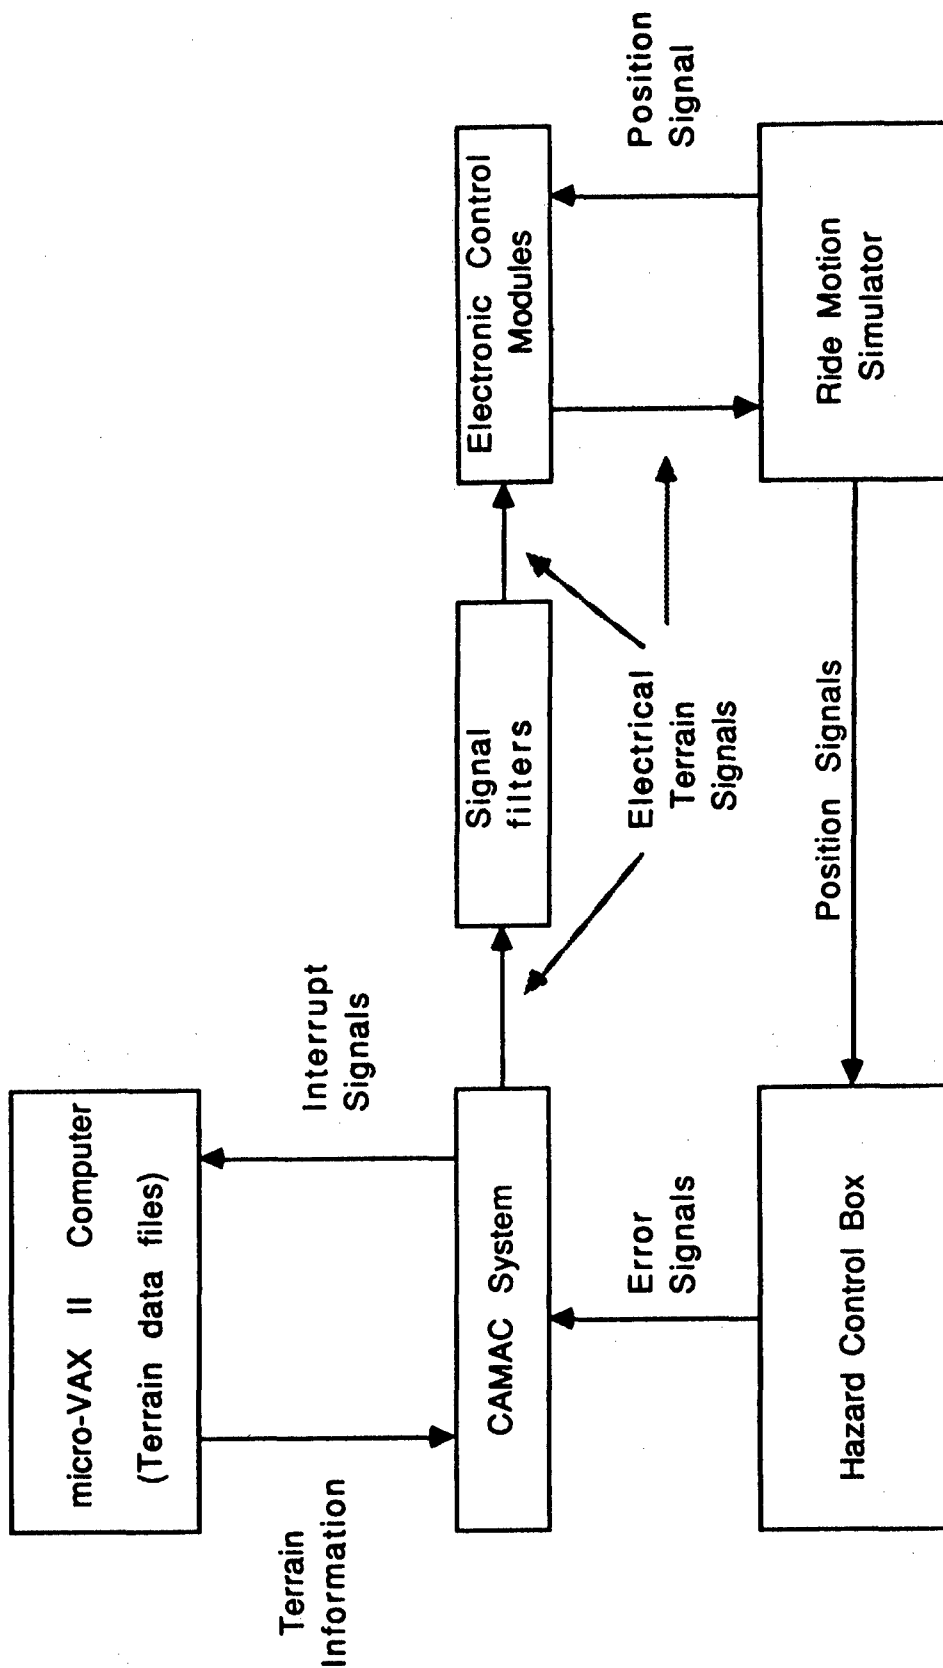 micro-VAX II Computer
(Terrain data files)
Terrain
Information
Interrupt
Signals
CAMAC System
Signal
filters
Electronic Control
Modules
Error
Signals
Electrical
Terrain
Signals
Position
Signal
Hazard Control Box
Position Signals
Ride Motion
Simulator